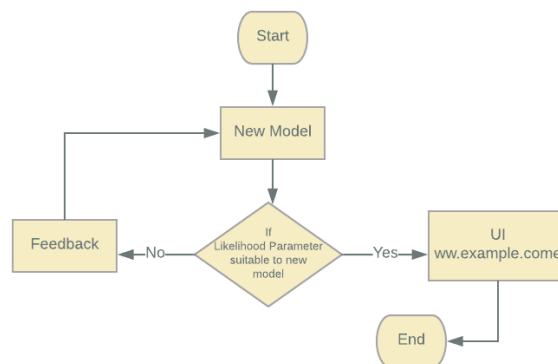 Start
New Model
If
Likelihood Parameter
suitable to new
model
No
Yes
Feedback
UI
ww.example.come
End